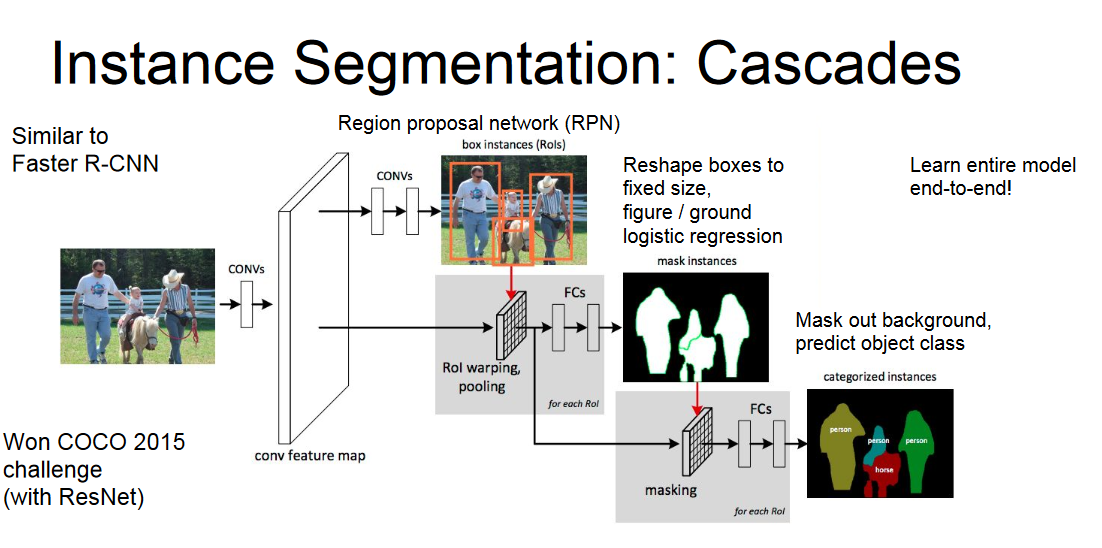 Instance Segmentation: Cascades
Similar to
Faster R-CNN
Region proposal network (RPN)
box instances (RoIs)
CONVs
Reshape boxes to
fixed size,
figure / ground
logistic regression
Learn entire model
end-to-end!
CONVs
mask instances
FCs
RoI warping,
pooling
for each RoI
Mask out background,
predict object class
categorized instances
FCs
person
person
person
horse
masking
for each RoI
conv feature map
Won COCO 2015
challenge
(with ResNet)